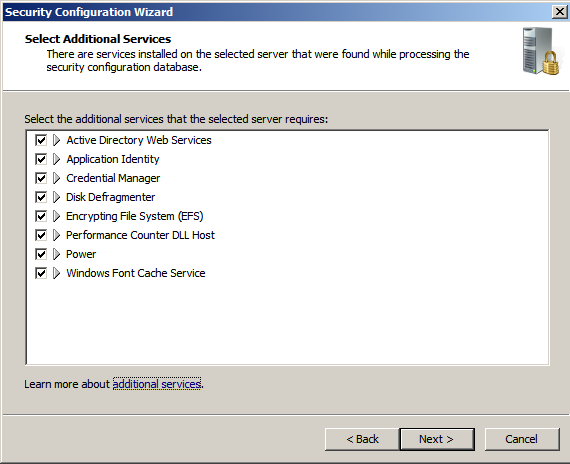 Security Configuration Wizard
Select Additional Services
There are services installed on the selected server that were found while processing the
security configuration database.
Select the additional services that the selected server requires:
Active Directory Web Services
Application Identity
Credential Manager
Disk Defragmenter
Encrypting File System (EFS)
Performance Counter DLL Host
Power
Windows Font Cache Service
Learn more about additional services.
< Back
Next >
Cancel